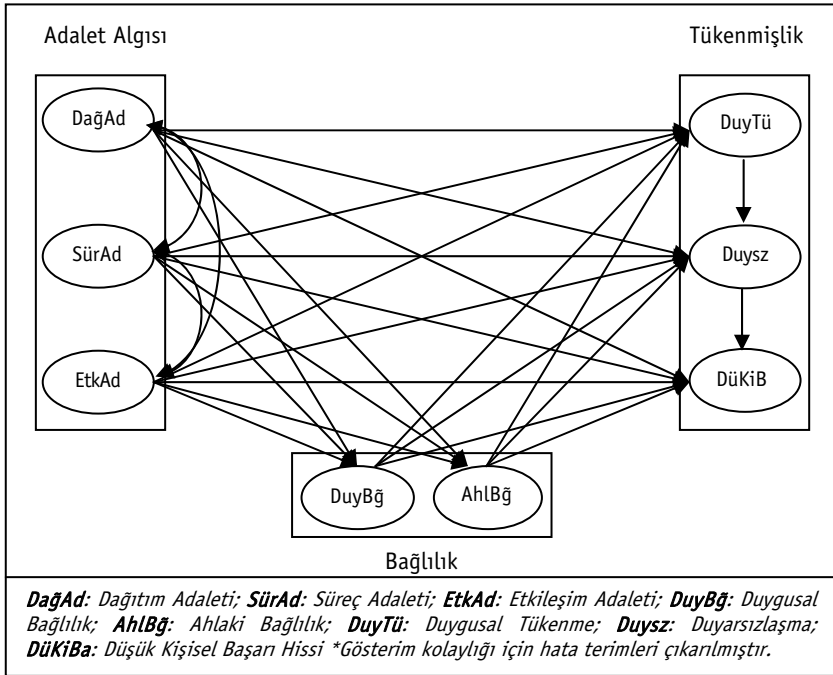 Adalet Algısı
Tükenmişlik
DağAd
DuyTü
SürAd
Duysz
EtkAd
DüKiB
DuyBğ
AhlBğ
Bağlılık
DağAd: Dağıtım Adaleti; SürAd: Süreç Adaleti; EtkAd: Etkileşim Adaleti; DuyBğ: Duygusal
Bağlılık; AhlBğ: Ahlaki Bağlılık; DuyTü: Duygusal Tükenme; Duysz: Duyarsızlaşma;
DüKiBa: Düşük Kişisel Başarı Hissi *Gösterim kolaylığı için hata terimleri çıkarılmıştır.